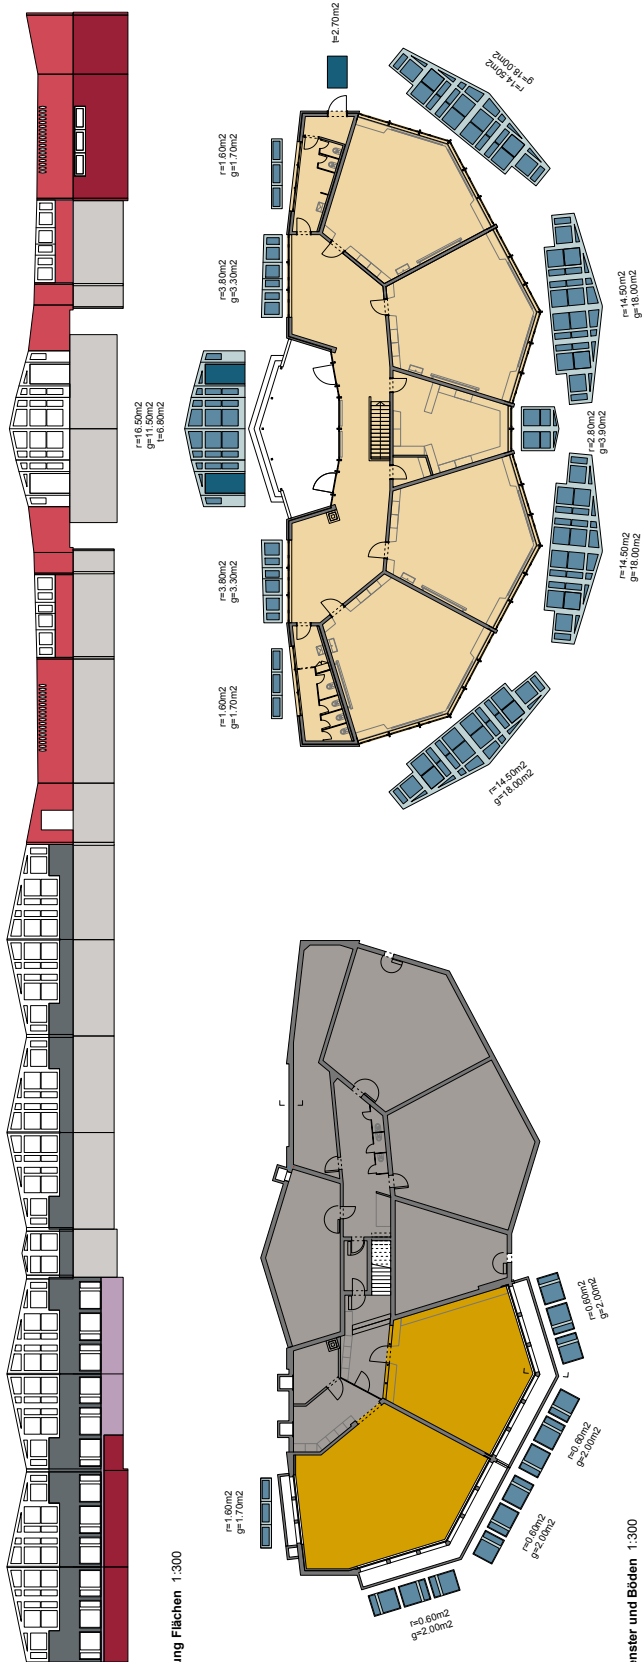 t=2.70m2
r=14.50m2
g=18.00m2
r=1.60m2
g=1.70m2
r=3.80m2
g=3.30m2
r=14.50m2
g=18.00m2
r=16.50m2
g=11.50m2
t=6.80m2
r=2.80m2
g=3.90m2
r=3.80m2
g=3.30m2
r=14.50m2
g=18.00m2
r=1.60m2
g=1.70m2
r=14.50m2
g=18.00m2
r=0.60m2
g=2.00m2
r=0.60m2
g=2.00m2
r=1.60m2
g=1.70m2
r=0.60m2
g=2.00m2
r=0.60m2
g=2.00m2
ung Flächen 1:300
enster und Böden 1:300